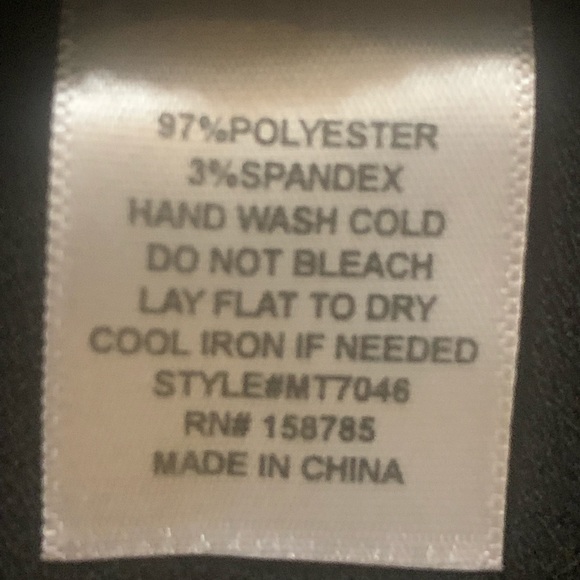 97%POLYESTER
3%SPANDEX
HAND WASH COLD
DO NOT BLEACH
LAY FLAT TO DRY
COOL IRON IF NEEDED
STYLE#MT7046
RN# 158785
MADE IN CHINA